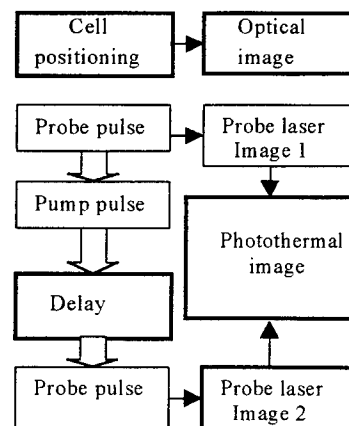 Cell
positioning
Optical
image
Probe pulse
Probe laser
Image 1
Pump pulse
Photothermal
image
Delay
Probe pulse
Probe laser
Image 2